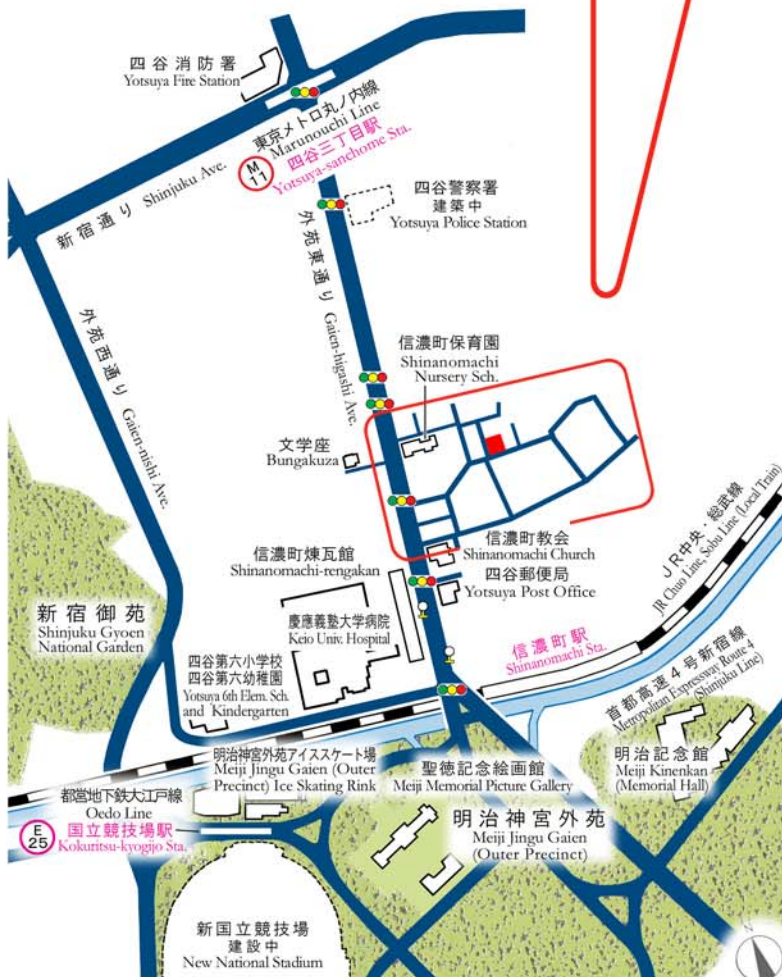 四谷消防署
Yotsuya Fire Station
東京メトロ丸ノ内線
Marunouchi Line
M
11
四谷三丁目駅
Yotsuya-sanchome Sta.
新宿通り Shinjuku Ave.
四谷警察署
建築中
Yotsuya Police Station
外苑東通り Gaien-higashi Ave.
外苑西通り Gaien-nishi Ave.
信濃町保育園
Shinanomachi
Nursery Sch.
文学座
Bungakuza
信濃町教会
Shinanomachi Church
信濃町煉瓦館
Shinanomachi-rengakan
四谷郵便局
Yotsuya Post Office
JR中央・総武線
JR Chuo Line, Sobu Line (Local Train)
新宿御苑
Shinjuku Gyoen
National Garden
慶應義塾大学病院
Keio Univ. Hospital
信濃町駅
Shinanomachi Sta.
四谷第六小学校
四谷第六幼稚園
Yotsuya 6th Elem. Sch.
and Kindergarten
首都高速4号新宿線
Metropolitan Expressway Route 4
(Shinjuku Line)
明治神宮外苑アイススケート場
Meiji Jingu Gaien (Outer
Precinct) Ice Skating Rink
聖徳記念絵画館
Meiji Memorial Picture Gallery
明治記念館
Meiji Kinenkan
(Memorial Hall)
都営地下鉄大江戸線
Oedo Line
E
25
国立競技場駅
Kokuritsu-kyogijo Sta.
明治神宮外苑
Meiji Jingu Gaien
(Outer Precinct)
新国立競技場
建設中
New National Stadium
N